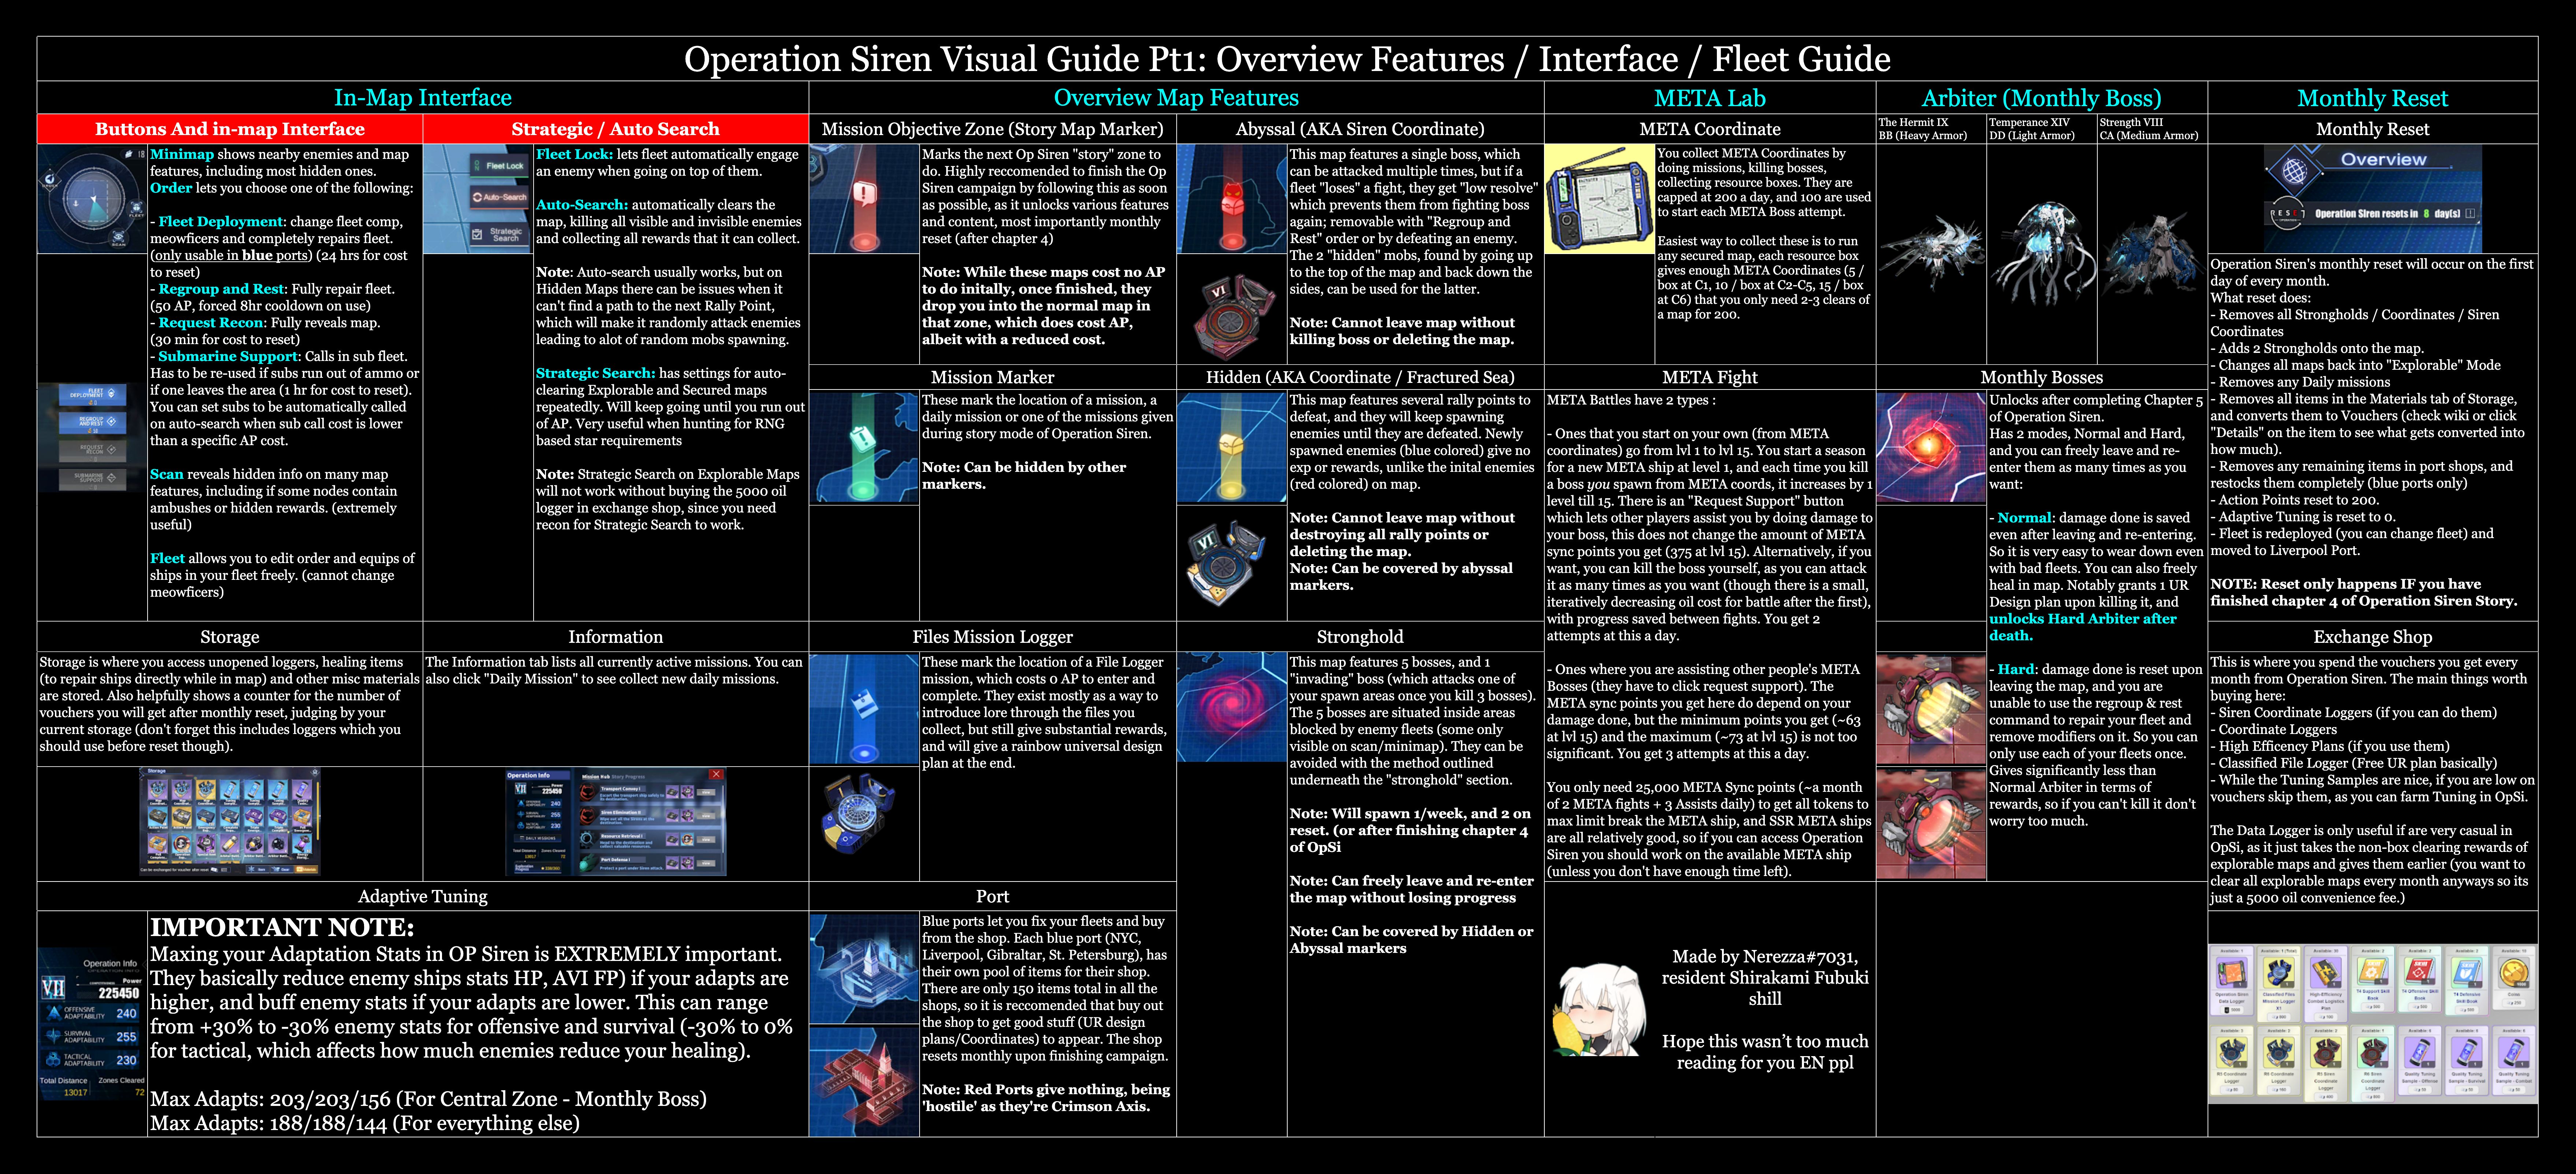 Operation Siren Visual Guide Pt1: Overview Features / Interface / Fleet Guide
In-Map Interface
Buttons And in-map Interface
Minimap shows nearby enemies and map
features, including most hidden ones.
Order lets you choose one of the following:
- Fleet Deployment: change fleet comp,
meowficers and completely repairs fleet.
(only usable in blue ports) (24 hrs for cost
to reset)
- Regroup and Rest: Fully repair fleet.
(50 AP, forced 8hr cooldown on use)
- Request Recon: Fully reveals map.
(30 min for cost to reset)
- Submarine Support: Calls in sub fleet.
Has to be re-used if subs run out of ammo or
if one leaves the area (1 hr for cost to reset).
You can set subs to be automatically called
on auto-search when sub call cost is lower
than a specific AP cost.
Scan reveals hidden info on many map
features, including if some nodes contain
ambushes or hidden rewards. (extremely
useful)
Fleet allows you to edit order and equips of
ships in your fleet freely. (cannot change
meowficers)
FLEET
SCAN
FLEET
DEPLOYMENT
REGROUP
AND REST
REQUEST
RECON
SUBMARINE
SUPPORT
Strategic / Auto Search
Fleet Lock
Auto-Search
Strategic
Search
Fleet Lock: lets fleet automatically engage
an enemy when going on top of them.
Auto-Search: automatically clears the
map, killing all visible and invisible enemies
and collecting all rewards that it can collect.
Note: Auto-search usually works, but on
Hidden Maps there can be issues when it
can't find a path to the next Rally Point,
which will make it randomly attack enemies
leading to alot of random mobs spawning.
Strategic Search: has settings for auto-
clearing Explorable and Secured maps
repeatedly. Will keep going until you run out
of AP. Very useful when hunting for RNG
based star requirements
Note: Strategic Search on Explorable Maps
will not work without buying the 5000 oil
logger in exchange shop, since you need
recon for Strategic Search to work.
Storage
Storage is where you access unopened loggers, healing items
(to repair ships directly while in map) and other misc materials
are stored. Also helpfully shows a counter for the number of
vouchers you will get after monthly reset, judging by your
current storage (don't forget this includes loggers which you
should use before reset though).
Storage
Information
The Information tab lists all currently active missions. You can
also click "Daily Mission" to see collect new daily missions.
Operation Info
Mission Hub Story Progress
VII
Power
225450
240
255
230
Transport Convoy I
Siren Elimination II
Resource Retrieval I
Port Defense I
Adaptive Tuning
Operation Info
VII
Power
225450
OFFENSIVE
ADAPTABILITY 240
SURVIVAL
ADAPTABILITY 255
TACTICAL
ADAPTABILITY 230
Total Distance Zones Cleared
13017 72
IMPORTANT NOTE:
Maxing your Adaptation Stats in OP Siren is EXTREMELY important.
They basically reduce enemy ships stats HP, AVI FP) if your adapts are
higher, and buff enemy stats if your adapts are lower. This can range
from +30% to -30% enemy stats for offensive and survival (-30% to 0%
for tactical, which affects how much enemies reduce your healing).
Max Adapts: 203/203/156 (For Central Zone - Monthly Boss)
Max Adapts: 188/188/144 (For everything else)
Overview Map Features
Mission Objective Zone (Story Map Marker)
Marks the next Op Siren "story" zone to
do. Highly reccomended to finish the Op
Siren campaign by following this as soon
as possible, as it unlocks various features
and content, most importantly monthly
reset (after chapter 4)
Note: While these maps cost no AP
to do initally, once finished, they
drop you into the normal map in
that zone, which does cost AP,
albeit with a reduced cost.
Mission Marker
These mark the location of a mission, a
daily mission or one of the missions given
during story mode of Operation Siren.
Note: Can be hidden by other
markers.
Files Mission Logger
These mark the location of a File Logger
mission, which costs 0 AP to enter and
complete. They exist mostly as a way to
introduce lore through the files you
collect, but still give substantial rewards,
and will give a rainbow universal design
plan at the end.
Port
Blue ports let you fix your fleets and buy
from the shop. Each blue port (NYC,
Liverpool, Gibraltar, St. Petersburg), has
their own pool of items for their shop.
There are only 150 items total in all the
shops, so it is reccomended that buy out
the shop to get good stuff (UR design
plans/Coordinates) to appear. The shop
resets monthly upon finishing campaign.
Note: Red Ports give nothing, being
'hostile' as they're Crimson Axis.
Abyssal (AKA Siren Coordinate)
VI
This map features a single boss, which
can be attacked multiple times, but if a
fleet "loses" a fight, they get "low resolve"
which prevents them from fighting boss
again; removable with "Regroup and
Rest" order or by defeating an enemy.
The 2 "hidden" mobs, found by going up
to the top of the map and back down the
sides, can be used for the latter.
Note: Cannot leave map without
killing boss or deleting the map.
Hidden (AKA Coordinate / Fractured Sea)
VI
This map features several rally points to
defeat, and they will keep spawning
enemies until they are defeated. Newly
spawned enemies (blue colored) give no
exp or rewards, unlike the inital enemies
(red colored) on map.
Note: Cannot leave map without
destroying all rally points or
deleting the map.
Note: Can be covered by abyssal
markers.
Stronghold
This map features 5 bosses, and 1
"invading" boss (which attacks one of
your spawn areas once you kill 3 bosses).
The 5 bosses are situated inside areas
blocked by enemy fleets (some only
visible on scan/minimap). They can be
avoided with the method outlined
underneath the "stronghold" section.
Note: Will spawn 1/week, and 2 on
reset. (or after finishing chapter 4
of OpSi
Note: Can freely leave and re-enter
the map without losing progress
Note: Can be covered by Hidden or
Abyssal markers
META Lab
META Coordinate
You collect META Coordinates by
doing missions, killing bosses,
collecting resource boxes. They are
capped at 200 a day, and 100 are used
to start each META Boss attempt.
Easiest way to collect these is to run
any secured map, each resource box
gives enough META Coordinates (5 /
box at C1, 10 / box at C2-C5, 15 / box
at C6) that you only need 2-3 clears of
a map for 200.
META Fight
META Battles have 2 types :
- Ones that you start on your own (from META
coordinates) go from lvl 1 to lvl 15. You start a season
for a new META ship at level 1, and each time you kill
a boss you spawn from META coords, it increases by 1
level till 15. There is an "Request Support" button
which lets other players assist you by doing damage to
your boss, this does not change the amount of META
sync points you get (375 at lvl 15). Alternatively, if you
want, you can kill the boss yourself, as you can attack
it as many times as you want (though there is a small,
iteratively decreasing oil cost for battle after the first),
with progress saved between fights. You get 2
attempts at this a day.
- Ones where you are assisting other people's META
Bosses (they have to click request support). The
META sync points you get here do depend on your
damage done, but the minimum points you get (~63
at lvl 15) and the maximum (~73 at lvl 15) is not too
significant. You get 3 attempts at this a day.
You only need 25,000 META Sync points (~a month
of 2 META fights + 3 Assists daily) to get all tokens to
max limit break the META ship, and SSR META ships
are all relatively good, so if you can access Operation
Siren you should work on the available META ship
(unless you don't have enough time left).
Made by Nerezza#7031,
resident Shirakami Fubuki
shill
Hope this wasn't too much
reading for you EN ppl
Arbiter (Monthly Boss)
The Hermit IX
BB (Heavy Armor)
Temperance XIV
DD (Light Armor)
Strength VIII
CA (Medium Armor)
Monthly Bosses
Unlocks after completing Chapter 5
of Operation Siren.
Has 2 modes, Normal and Hard,
and you can freely leave and re-
enter them as many times as you
want:
- Normal: damage done is saved
even after leaving and re-entering.
So it is very easy to wear down even
with bad fleets. You can also freely
heal in map. Notably grants 1 UR
Design plan upon killing it, and
unlocks Hard Arbiter after
death.
- Hard: damage done is reset upon
leaving the map, and you are
unable to use the regroup & rest
command to repair your fleet and
remove modifiers on it. So you can
only use each of your fleets once.
Gives significantly less than
Normal Arbiter in terms of
rewards, so if you can't kill it don't
worry too much.
Monthly Reset
Monthly Reset
Overview
RESET
Operation Siren resets in 8 day(s)
Operation Siren's monthly reset will occur on the first
day of every month.
What reset does:
- Removes all Strongholds / Coordinates / Siren
Coordinates
- Adds 2 Strongholds onto the map.
- Changes all maps back into "Explorable" Mode
- Removes any Daily missions
- Removes all items in the Materials tab of Storage,
and converts them to Vouchers (check wiki or click
"Details" on the item to see what gets converted into
how much).
- Removes any remaining items in port shops, and
restocks them completely (blue ports only)
- Action Points reset to 200.
- Adaptive Tuning is reset to 0.
- Fleet is redeployed (you can change fleet) and
moved to Liverpool Port.
NOTE: Reset only happens IF you have
finished chapter 4 of Operation Siren Story.
Exchange Shop
This is where you spend the vouchers you get every
month from Operation Siren. The main things worth
buying here:
- Siren Coordinate Loggers (if you can do them)
- Coordinate Loggers
- High Efficency Plans (if you use them)
- Classified File Logger (Free UR plan basically)
- While the Tuning Samples are nice, if you are low on
vouchers skip them, as you can farm Tuning in OpSi.
The Data Logger is only useful if are very casual in
OpSi, as it just takes the non-box clearing rewards of
explorable maps and gives them earlier (you want to
clear all explorable maps every month anyways so its
just a 5000 oil convenience fee.)